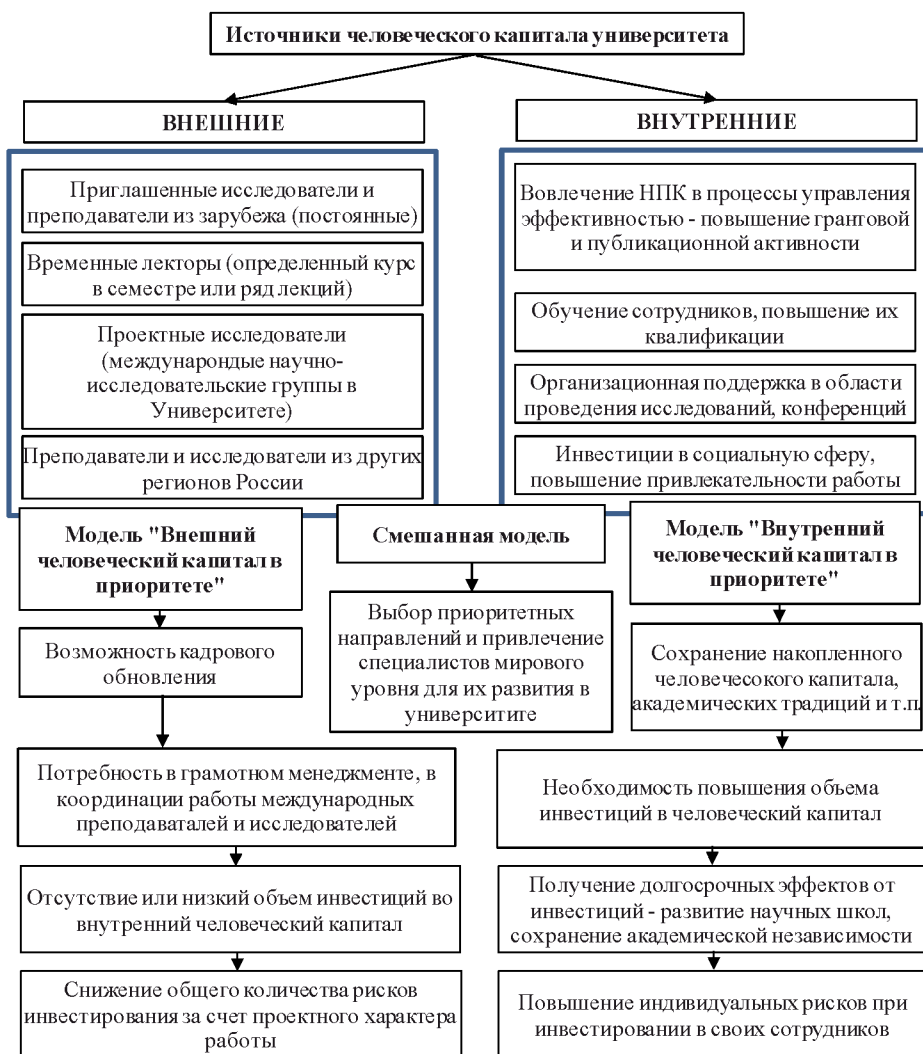 Источники человеческого капитала университета
ВНЕШНИЕ
ВНУТРЕННИЕ
Приглашенные исследователи и
преподаватели из зарубежа (постоянные)
Временные лекторы (определенный курс
в семестре или ряд лекций)
Проектные исследователи
(международные научно-
исследовательские группы в
Университете)
Преподаватели и исследователи из других
регионов России
Вовлечение НПК в процессы управления
эффективностью - повышение грантовой
и публикационной активности
Обучение сотрудников, повышение их
квалификации
Организационная поддержка в области
проведения исследований, конференций
Инвестиции в социальную сферу,
повышение привлекательности работы
Модель "Внешний
человеческий капитал в
приоритете"
Возможность кадрового
обновления
Потребность в грамотном менеджменте, в
координации работы международных
преподаваталей и исследователей
Отсутствие или низкий объем инвестиций во
внутренний человеческий капитал
Снижение общего количества рисков
инвестирования за счет проектного характера
работы
Смешанная модель
Выбор приоритетных
направлений и привлечение
специалистов мирового
уровня для их развития в
университите
Модель "Внутренний
человеческий капитал в
приоритете"
Сохранение накопленного
человечесокого капитала,
академических традиций и т.п.
Необходимость повышения объема
инвестиций в человеческий капитал
Получение долгосрочных эффектов от
инвестиций - развитие научных школ,
сохранение академической независимости
Повышение индивидуальных рисков при
инвестировании в своих сотрудников